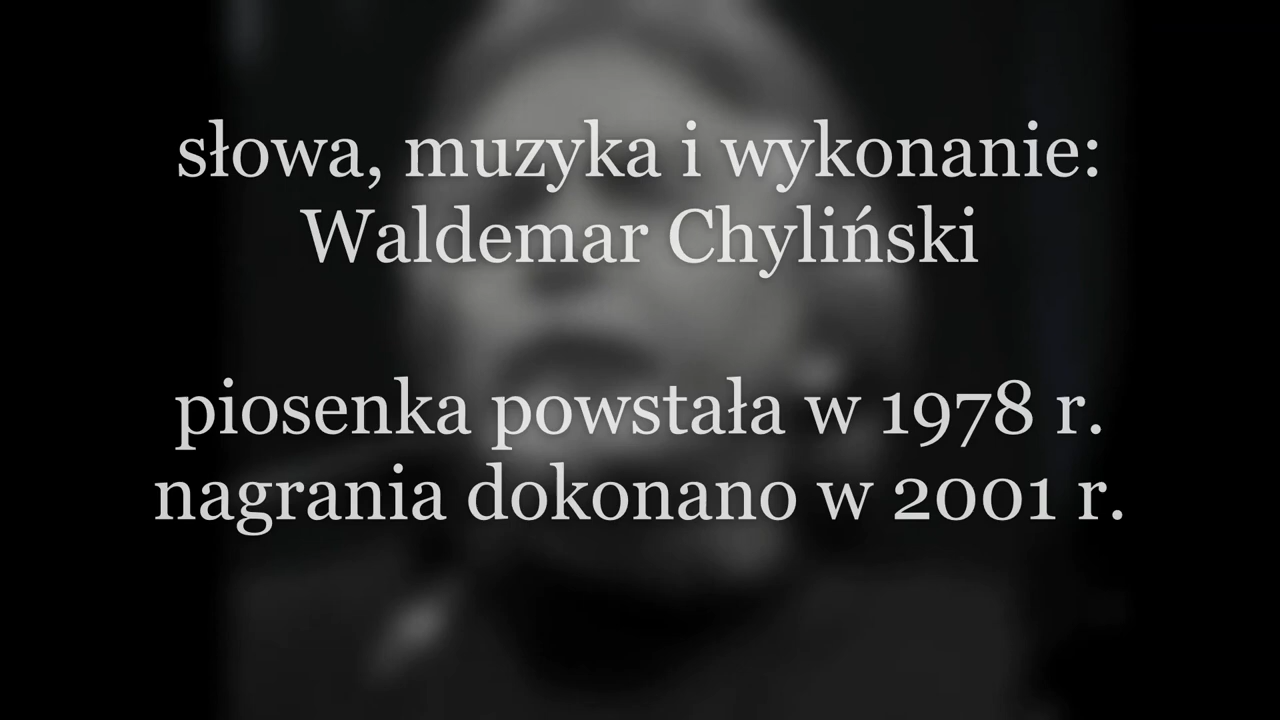 słowa, muzyka i wykonanie:
Waldemar Chyliński
piosenka powstała w 1978 r.
nagrania dokonano w 2001 r.